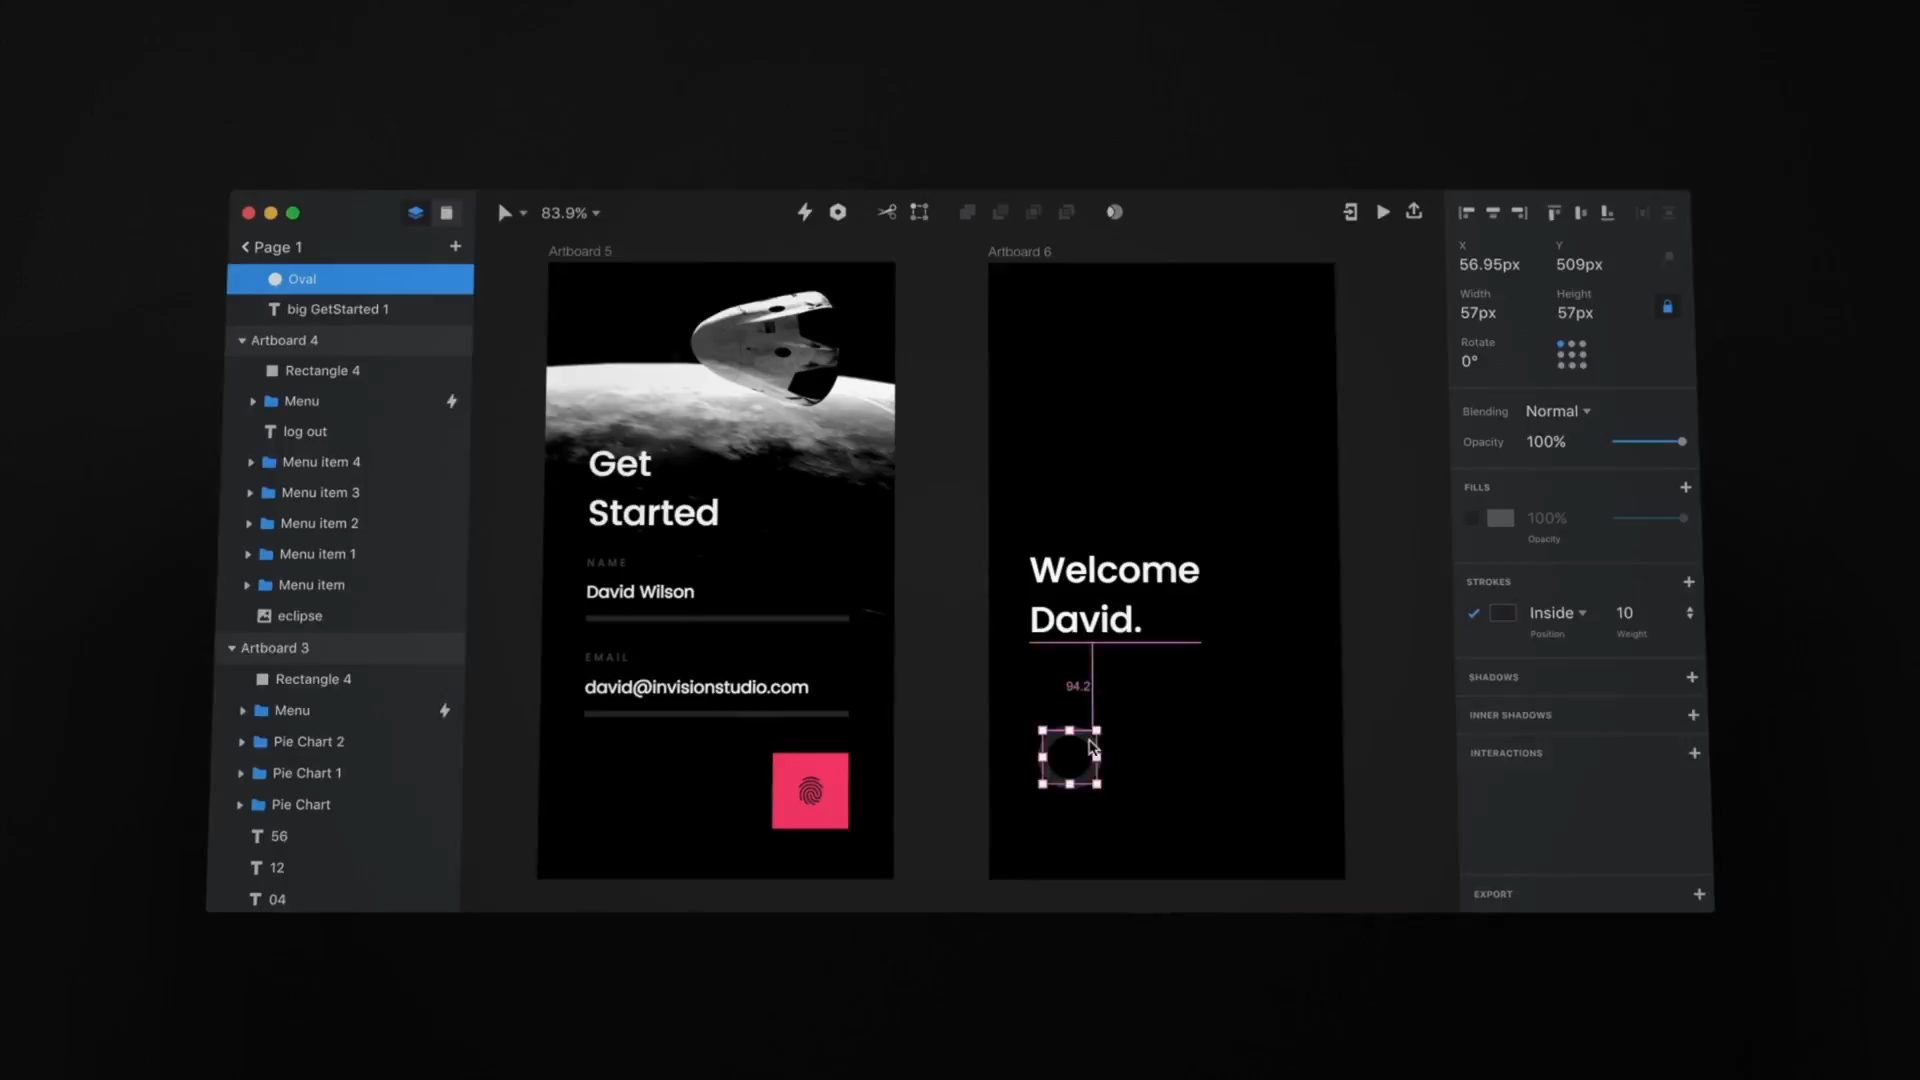 83.9%
Page 1
Oval
big GetStarted 1
Artboard 4
Rectangle 4
Menu
log out
Menu item 4
Menu item 3
Menu item 2
Menu item 1
Menu item
eclipse
Artboard 3
Rectangle 4
Menu
Pie Chart 2
Pie Chart 1
Pie Chart
56
12
04
Artboard 5
Get
Started
NAME
David Wilson
EMAIL
david@invisionstudio.com
Artboard 6
Welcome
David.
94.2
X Y
56.95px 509px
Width Height
57px 57px
Rotate
0°
Blending Normal
Opacity 100%
FILLS
100%
Opacity
STROKES
Inside 10
Position Weight
SHADOWS
INNER SHADOWS
INTERACTIONS
EXPORT